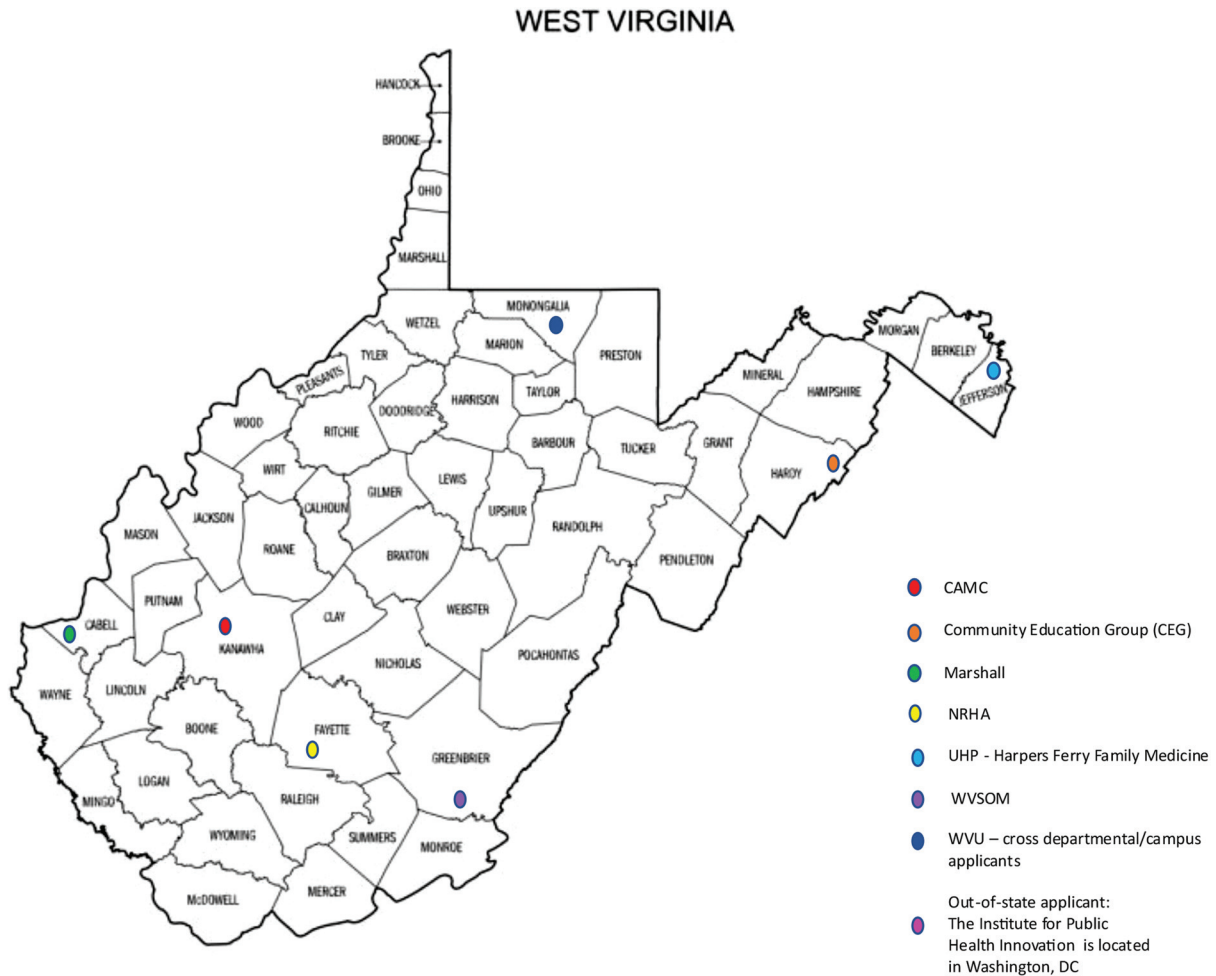 WEST VIRGINIA
HANCOCK
BROOKE
OHIO
MARSHALL
WETZEL
MONONGALIA
MARION
PRESTON
TYLER
PLEASANTS
WOOD
RITCHIE
DODDRIDGE
HARRISON
TAYLOR
BARBOUR
TUCKER
MINERAL
HAMPSHIRE
MORGAN
BERKELEY
JEFFERSON
GRANT
HARDY
WIRT
CALHOUN
GILMER
LEWIS
UPSHUR
RANDOLPH
PENDLETON
MASON
JACKSON
ROANE
BRAXTON
WEBSTER
PUTNAM
CABELL
KANAWHA
CLAY
NICHOLAS
POCAHONTAS
WAYNE
LINCOLN
BOONE
FAYETTE
GREENBRIER
MINGO
LOGAN
RALEIGH
WYOMING
SUMMERS
MONROE
McDOWELL
MERCER
CAMC
Community Education Group (CEG)
Marshall
NRHA
UHP - Harpers Ferry Family Medicine
WVSOM
WVU – cross departmental/campus
applicants
Out-of-state applicant:
The Institute for Public
Health Innovation is located
in Washington, DC